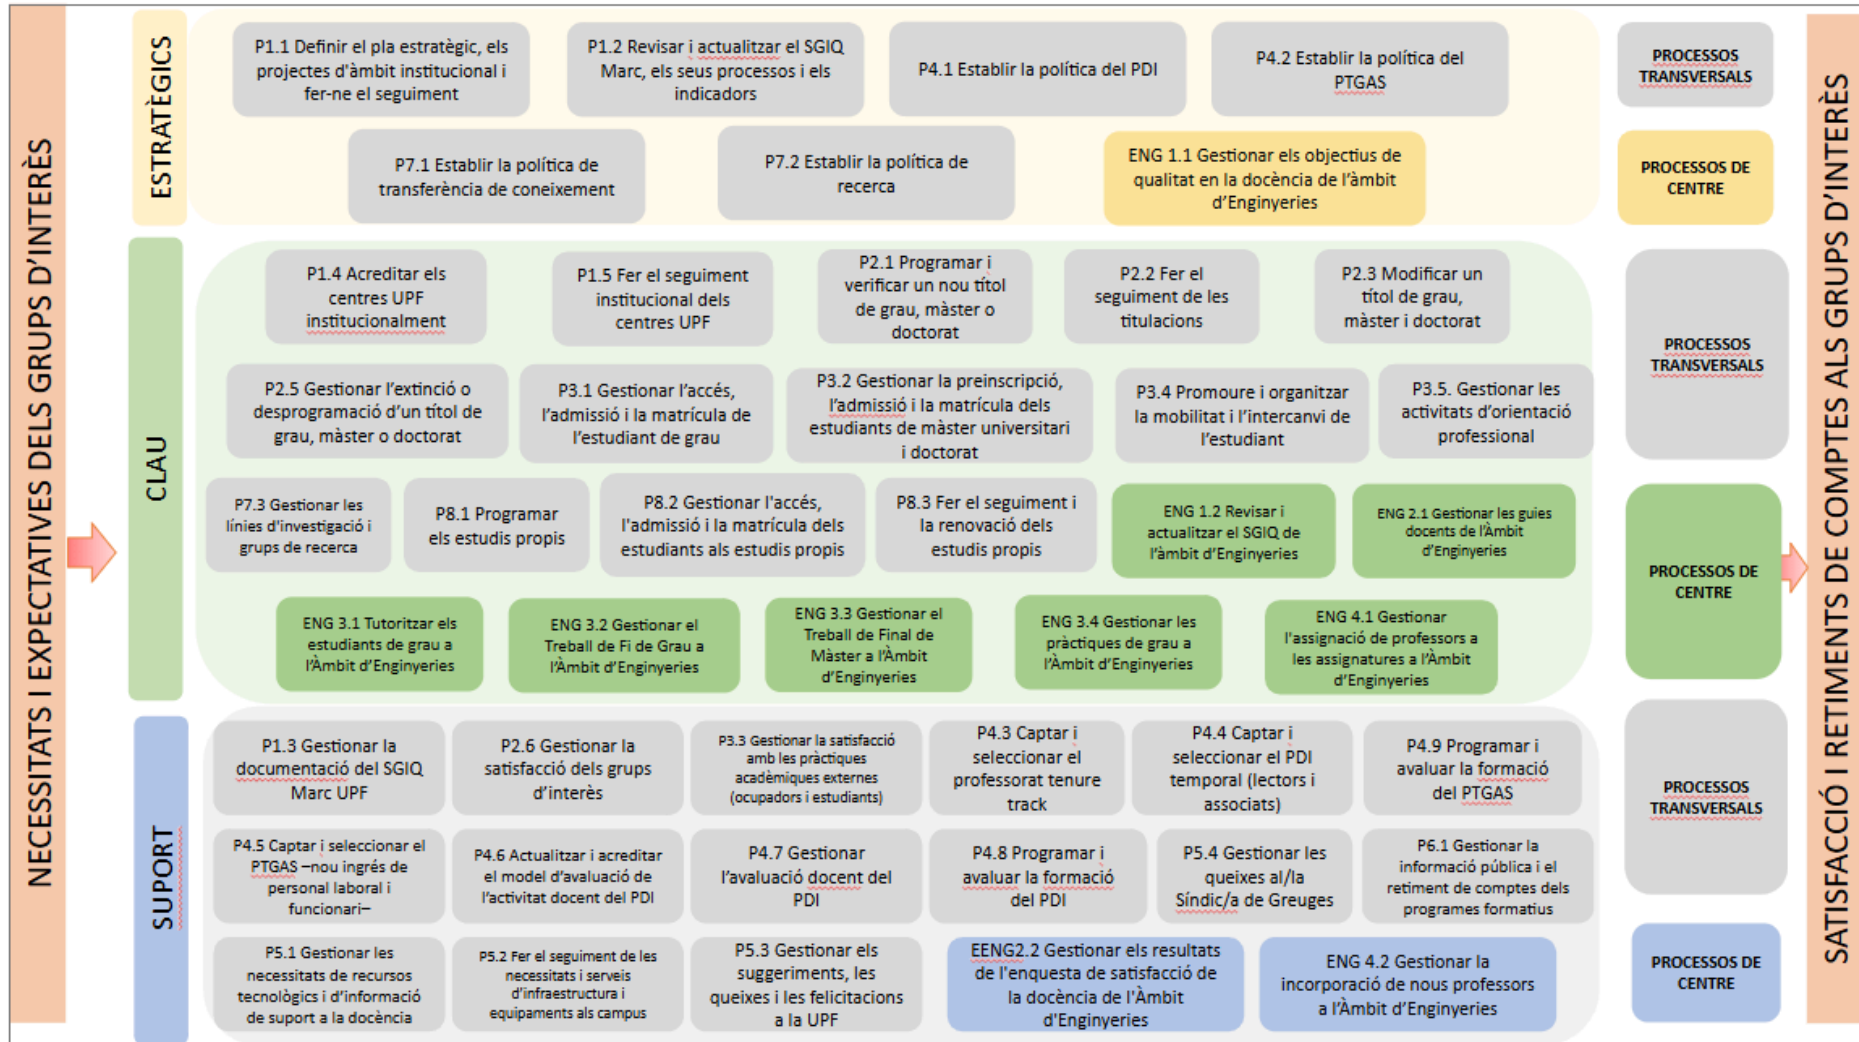 NECESSITATS I EXPECTATIVES DELS GRUPS D'INTERÈS
ESTRATÈGICS
P1.1 Definir el pla estratègic, els
projectes d'àmbit institucional i
fer-ne el seguiment
P1.2 Revisar i actualitzar el SGIQ
Marc, els seus processos i els
indicadors
P4.1 Establir la política del PDI
P4.2 Establir la política del
PTGAS
PROCESSOS
TRANSVERSALS
P7.1 Establir la política de
transferència de coneixement
P7.2 Establir la política de
recerca
ENG 1.1 Gestionar els objectius de
qualitat en la docència de l'àmbit
d'Enginyeries
PROCESSOS DE
CENTRE
CLAU
P1.4 Acreditar els
centres UPF
institucionalment
P1.5 Fer el seguiment
institucional dels
centres UPF
P2.1 Programar i
verificar un nou títol
de grau, màster o
doctorat
P2.2 Fer el
seguiment de les
titulacions
P2.3 Modificar un
títol de grau,
màster i doctorat
PROCESSOS
TRANSVERSALS
P2.5 Gestionar l'extinció o
desprogramació d'un títol de
grau, màster o doctorat
P3.1 Gestionar l'accés,
l'admissió i la matrícula de
l'estudiant de grau
P3.2 Gestionar la preinscripció,
l'admissió i la matrícula dels
estudiants de màster universitari
i doctorat
P3.4 Promoure i organitzar
la mobilitat i l'intercanvi de
l'estudiant
P3.5. Gestionar les
activitats d'orientació
professional
P7.3 Gestionar les
línies d'investigació i
grups de recerca
P8.1 Programar
els estudis propis
P8.2 Gestionar l'accés,
l'admissió i la matrícula dels
estudiants als estudis propis
P8.3 Fer el seguiment i
la renovació dels
estudis propis
ENG 1.2 Revisar i
actualitzar el SGIQ de
l'àmbit d'Enginyeries
ENG 2.1 Gestionar les guies
docents de l'Àmbit
d'Enginyeries
PROCESSOS DE
CENTRE
ENG 3.1 Tutoritzar els
estudiants de grau a
l'Àmbit d'Enginyeries
ENG 3.2 Gestionar el
Treball de Fi de Grau a
l'Àmbit d'Enginyeries
ENG 3.3 Gestionar el
Treball de Final de
Màster a l'Àmbit
d'Enginyeries
ENG 3.4 Gestionar les
pràctiques de grau a
l'Àmbit d'Enginyeries
ENG 4.1 Gestionar
l'assignació de professors a
les assignatures a l'Àmbit
d'Enginyeries
SUPORT
P1.3 Gestionar la
documentació del SGIQ
Marc UPF
P2.6 Gestionar la
satisfacció dels grups
d'interès
P3.3 Gestionar la satisfacció
amb les pràctiques
acadèmiques externes
(ocupadors i estudiants)
P4.3 Captar i
seleccionar el
professorat tenure
track
P4.4 Captar i
seleccionar el PDI
temporal (lectors i
associats)
P4.9 Programar i
avaluar la formació
del PTGAS
PROCESSOS
TRANSVERSALS
P4.5 Captar i seleccionar el
PTGAS –nou ingrés de
personal laboral i
funcionari–
P4.6 Actualitzar i acreditar
el model d'avaluació de
l'activitat docent del PDI
P4.7 Gestionar
l'avaluació docent del
PDI
P4.8 Programar i
avaluar la formació
del PDI
P5.4 Gestionar les
queixes al/la
Síndic/a de Greuges
P6.1 Gestionar la
informació pública i el
retiment de comptes dels
programes formatius
P5.1 Gestionar les
necessitats de recursos
tecnològics i d'informació
de suport a la docència
P5.2 Fer el seguiment de les
necessitats i serveis
d'infraestructura i
equipaments als campus
P5.3 Gestionar els
suggeriments, les
queixes i les felicitacions
a la UPF
EENG2.2 Gestionar els resultats
de l'enquesta de satisfacció de
la docència de l'Àmbit
d'Enginyeries
ENG 4.2 Gestionar la
incorporació de nous professors
a l'Àmbit d'Enginyeries
PROCESSOS DE
CENTRE
SATISFACCIÓ I RETIMENTS DE COMPTES ALS GRUPS D'INTERÈS